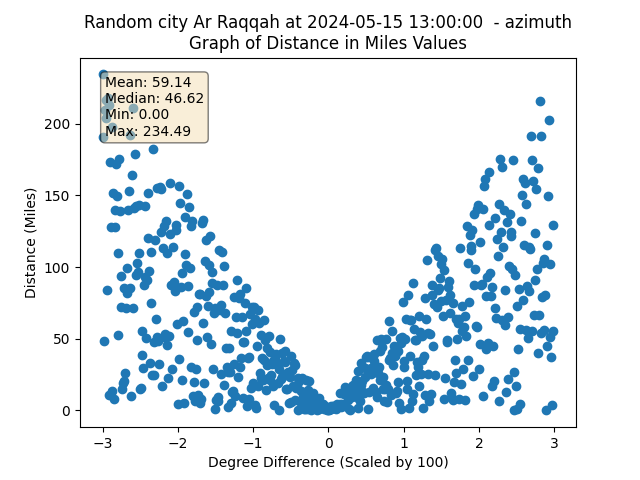 Random city Ar Raqqah at 2024-05-15 13:00:00 - azimuth
Graph of Distance in Miles Values
Mean: 59.14
Median: 46.62
Min: 0.00
Max: 234.49
200
150
100
50
0
Distance (Miles)
−3 −2 −1 0 1 2 3
Degree Difference (Scaled by 100)